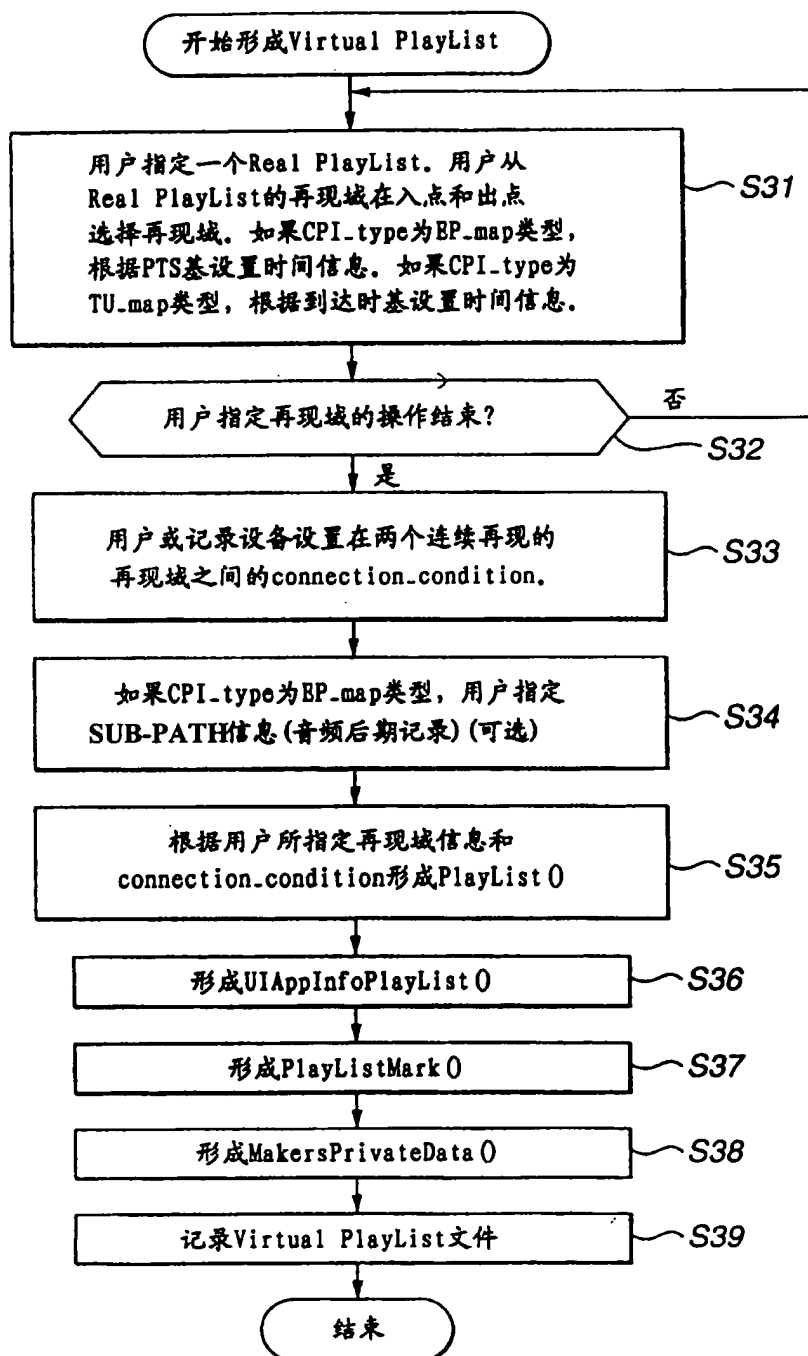 开始形成Virtual PlayList
用户指定一个Real PlayList。用户从
Real PlayList的再现域在入点和出点
选择再现域。如果CPI_type为EP_map类型，
根据PTS基设置时间信息。如果CPI_type为
TU_map类型，根据到达时基设置时间信息。
S31
用户指定再现域的操作结束？
否
S32
是
用户或记录设备设置在两个连续再现的
再现域之间的connection_condition。
S33
如果CPI_type为EP_map类型，用户指定
SUB-PATH信息(音频后期记录)(可选)
S34
根据用户所指定再现域信息和
connection_condition形成PlayList()
S35
形成UIAppInfoPlayList()
S36
形成PlayListMark()
S37
形成MakersPrivateData()
S38
记录Virtual PlayList文件
S39
结束